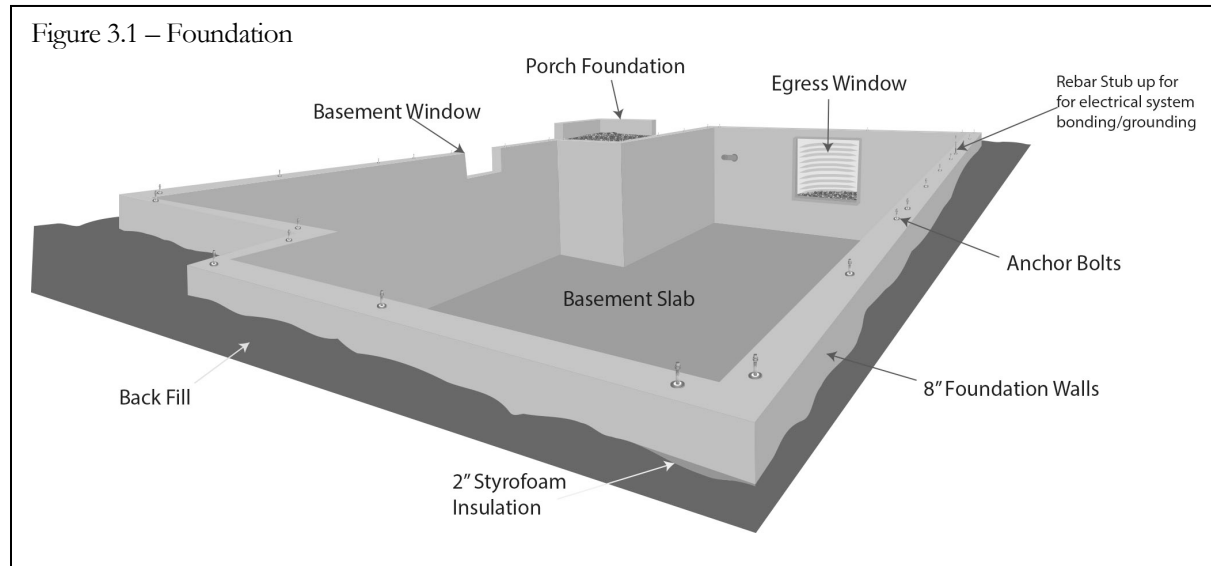 Figure 3.1 – Foundation
Porch Foundation
Basement Window
Egress Window
Rebar Stub up for
for electrical system
bonding/grounding
Anchor Bolts
Basement Slab
8" Foundation Walls
Back Fill
2" Styrofoam
Insulation